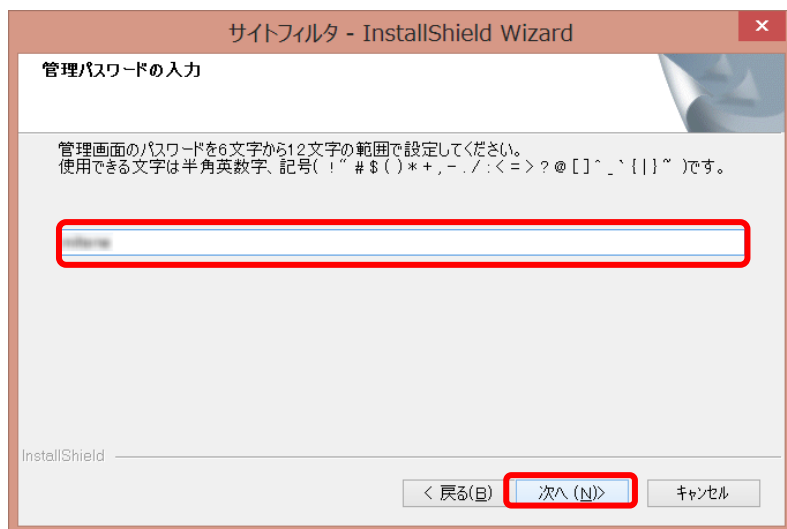 サイトフィルタ - InstallShield Wizard
管理パスワードの入力
管理画面のパスワードを6文字から12文字の範囲で設定してください。
使用できる文字は半角英数字、記号( ! ~ # $ ( ) * + , - . / : < = > ? @ [ ] ^ _ ` { | } ~ )です。
InstallShield
< 戻る(B)
次へ (N)>
キャンセル